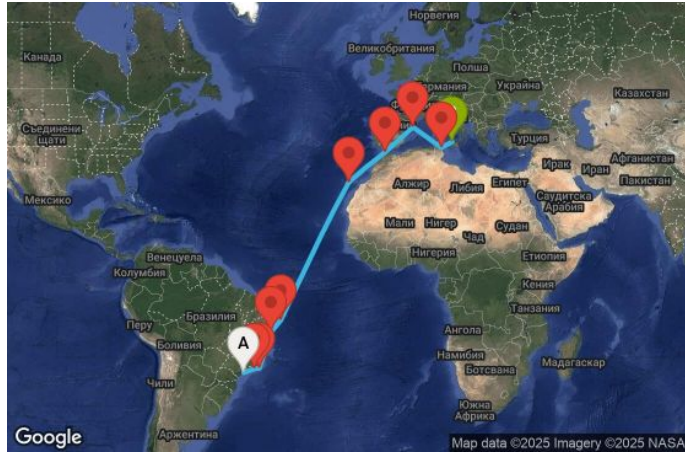 Норвегия
Канада
Великобритания
Полша
Германия
Украйна
Казахстан
Съединени
щати
Турция
Мексико
Алжир
Либия
Египет
Ирак
Иран
Афганистан
Пакистан
Саудитска
Арабия
Мали
Нигер
Чад
Судан
Венецуела
Нигерия
Етиопия
Колумбия
Кения
Перу
Бразилия
Танзания
Ангола
A
Боливия
Намибия
Ботсвана
Мадагаскар
Чили
Южна
Африка
Аржентина
Google
Map data ©2025 Imagery ©2025 NASA